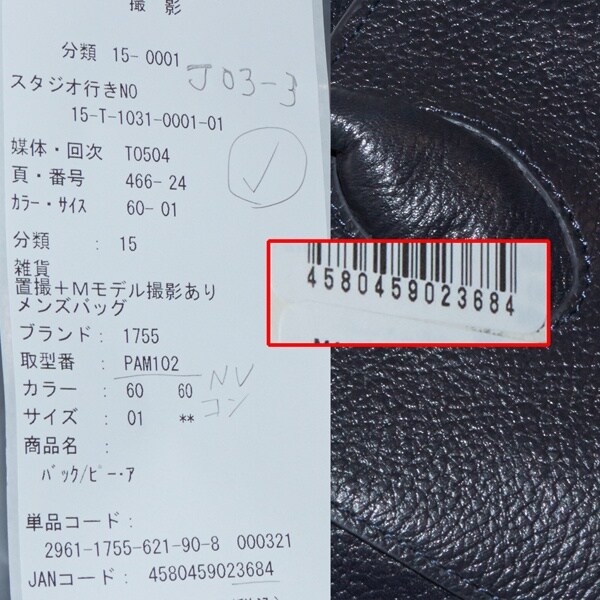 撮 影
分類 15-0001
J03-3
スタジオ行きNO
15-T-1031-0001-01
媒体・回次 T0504
頁・番号 466-24
ｶﾗｰ・ｻｲｽﾞ 60-01
分類 : 15
雑貨
置撮＋Mモデル撮影あり
メンズバッグ
ブランド: 1755
取型番 : PAM102
カラー : 60 60 NV
サイズ : 01 ** コン
商品名 :
ﾊﾞｯｸ/ﾋﾟｰ･ｱ
単品コード:
2961-1755-621-90-8 000321
JANコード: 4580459023684
4580459023684